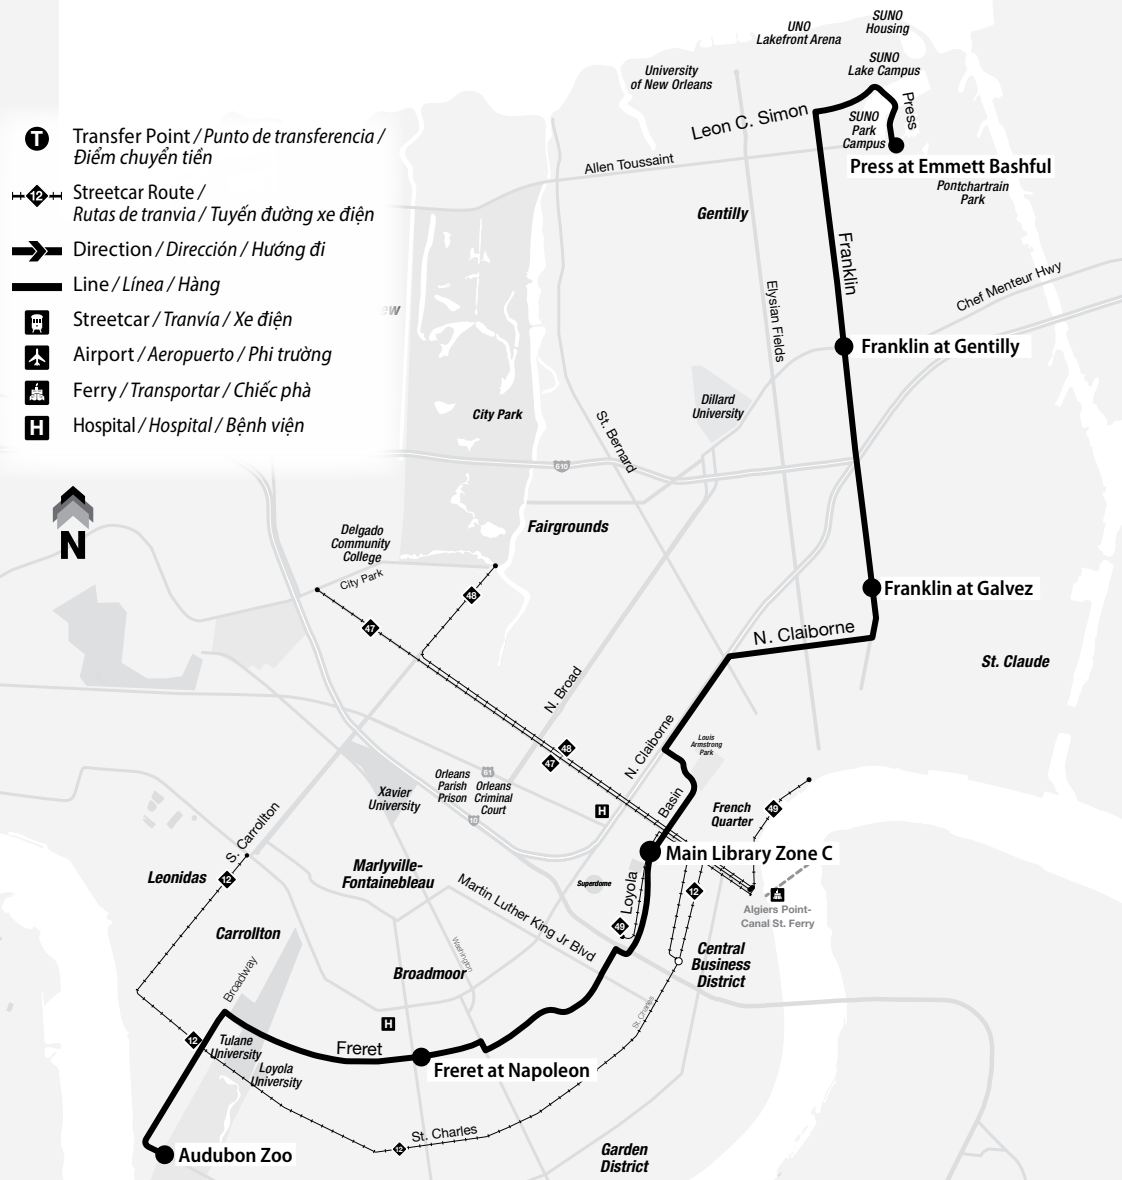 UNO
Lakefront Arena
SUNO
Housing
University
of New Orleans
SUNO
Lake Campus
Leon C. Simon
Press
SUNO
Park
Campus
Press at Emmett Bashful
Allen Toussaint
Pontchartrain
Park
Gentilly
T
Transfer Point / Punto de transferencia /
Điểm chuyển tiền
12
Streetcar Route /
Rutas de tranvia / Tuyến đường xe điện
Direction / Dirección / Hướng đi
Line / Línea / Hàng
Streetcar / Tranvía / Xe điện
Airport / Aeropuerto / Phi trường
Ferry / Transportar / Chiếc phà
H
Hospital / Hospital / Bệnh viện
ew
Franklin
Elysian Fields
Chef Menteur Hwy
Franklin at Gentilly
Dillard
University
City Park
St. Bernard
610
N
Fairgrounds
Delgado
Community
College
City Park
48
47
Franklin at Galvez
N. Claiborne
St. Claude
N. Broad
N. Claiborne
Louis
Armstrong
Park
48
47
Orleans
Parish
Prison
61
Orleans
Criminal
Court
10
Xavier
University
H
Basin
French
Quarter
49
S. Carrollton
Main Library Zone C
Leonidas
12
Marlyville-
Fontainebleau
Superdome
Martin Luther King Jr Blvd
Loyola
49
12
Algiers Point-
Canal St. Ferry
Carrollton
Washington
Broadmoor
Central
Business
District
Broadway
St. Charles
H
12
Tulane
University
Loyola
University
Freret
Freret at Napoleon
St. Charles
12
Audubon Zoo
Garden
District